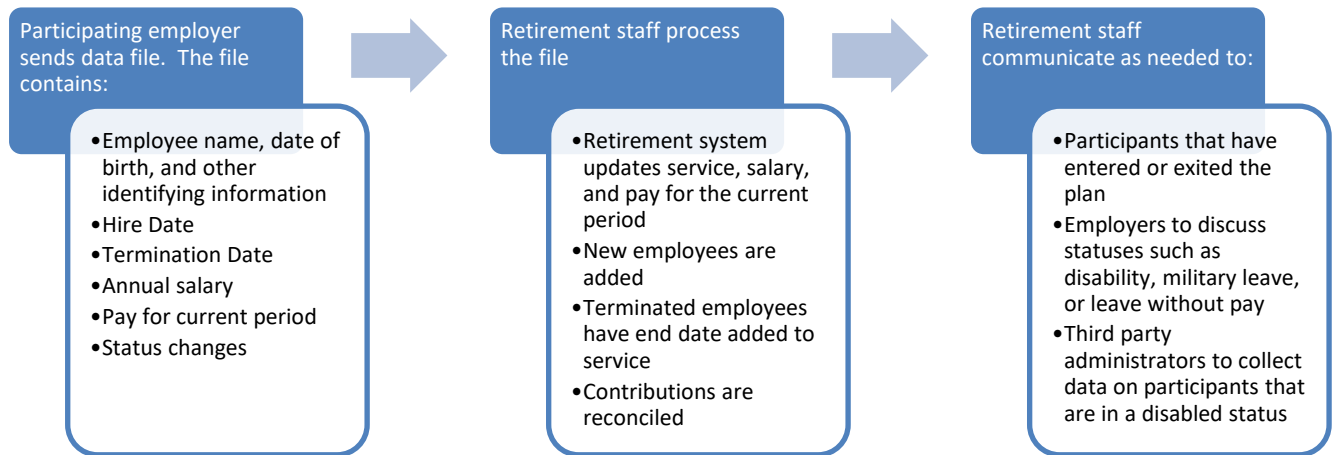 Participating employer
sends data file.  The file
contains:
•Employee name, date of
birth, and other
identifying information
•Hire Date
•Termination Date
•Annual salary
•Pay for current period
•Status changes
Retirement staff process
the file
•Retirement system
updates service, salary,
and pay for the current
period
•New employees are
added
•Terminated employees
have end date added to
service
•Contributions are
reconciled
Retirement staff
communicate as needed to:
•Participants that have
entered or exited the
plan
•Employers to discuss
statuses such as
disability, military leave,
or leave without pay
•Third party
administrators to collect
data on participants that
are in a disabled status